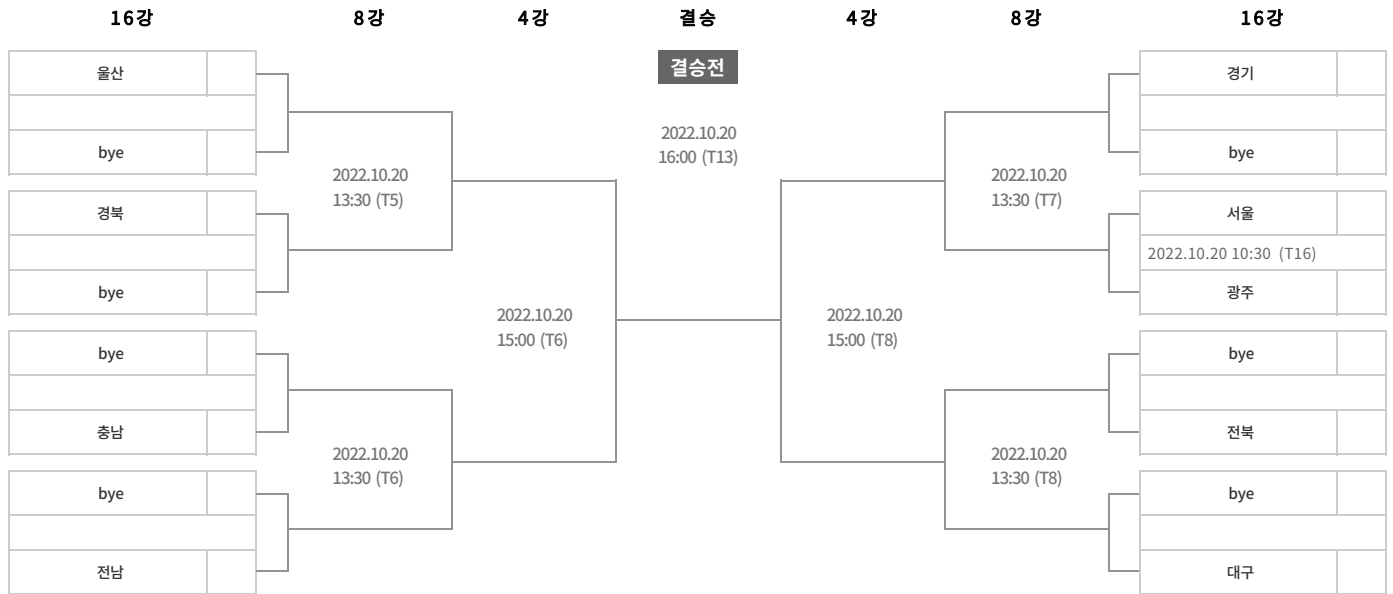 16강 8강 4강 결승 4강 8강 16강
결승전
2022.10.20
16:00 (T13)
울산
bye
2022.10.20
13:30 (T5)
경북
bye
2022.10.20
15:00 (T6)
bye
충남
2022.10.20
13:30 (T6)
bye
전남
경기
bye
2022.10.20
13:30 (T7)
서울
2022.10.20 10:30 (T16)
광주
2022.10.20
15:00 (T8)
bye
전북
2022.10.20
13:30 (T8)
bye
대구